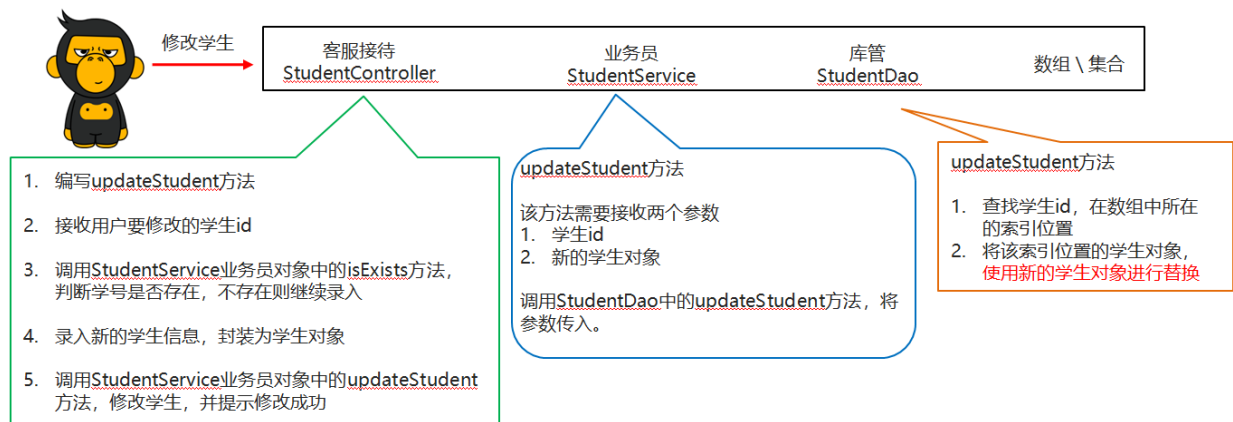 修改学生
客服接待
StudentController
业务员
StudentService
库管
StudentDao
数组 \ 集合
1. 编写updateStudent方法
2. 接收用户要修改的学生id
3. 调用StudentService业务员对象中的isExists方法，
判断学号是否存在，不存在则继续录入
4. 录入新的学生信息，封装为学生对象
5. 调用StudentService业务员对象中的updateStudent
方法，修改学生，并提示修改成功
updateStudent方法
该方法需要接收两个参数
1. 学生id
2. 新的学生对象
调用StudentDao中的updateStudent方法，将
参数传入。
updateStudent方法
1. 查找学生id，在数组中所在
的索引位置
2. 将该索引位置的学生对象，
使用新的学生对象进行替换